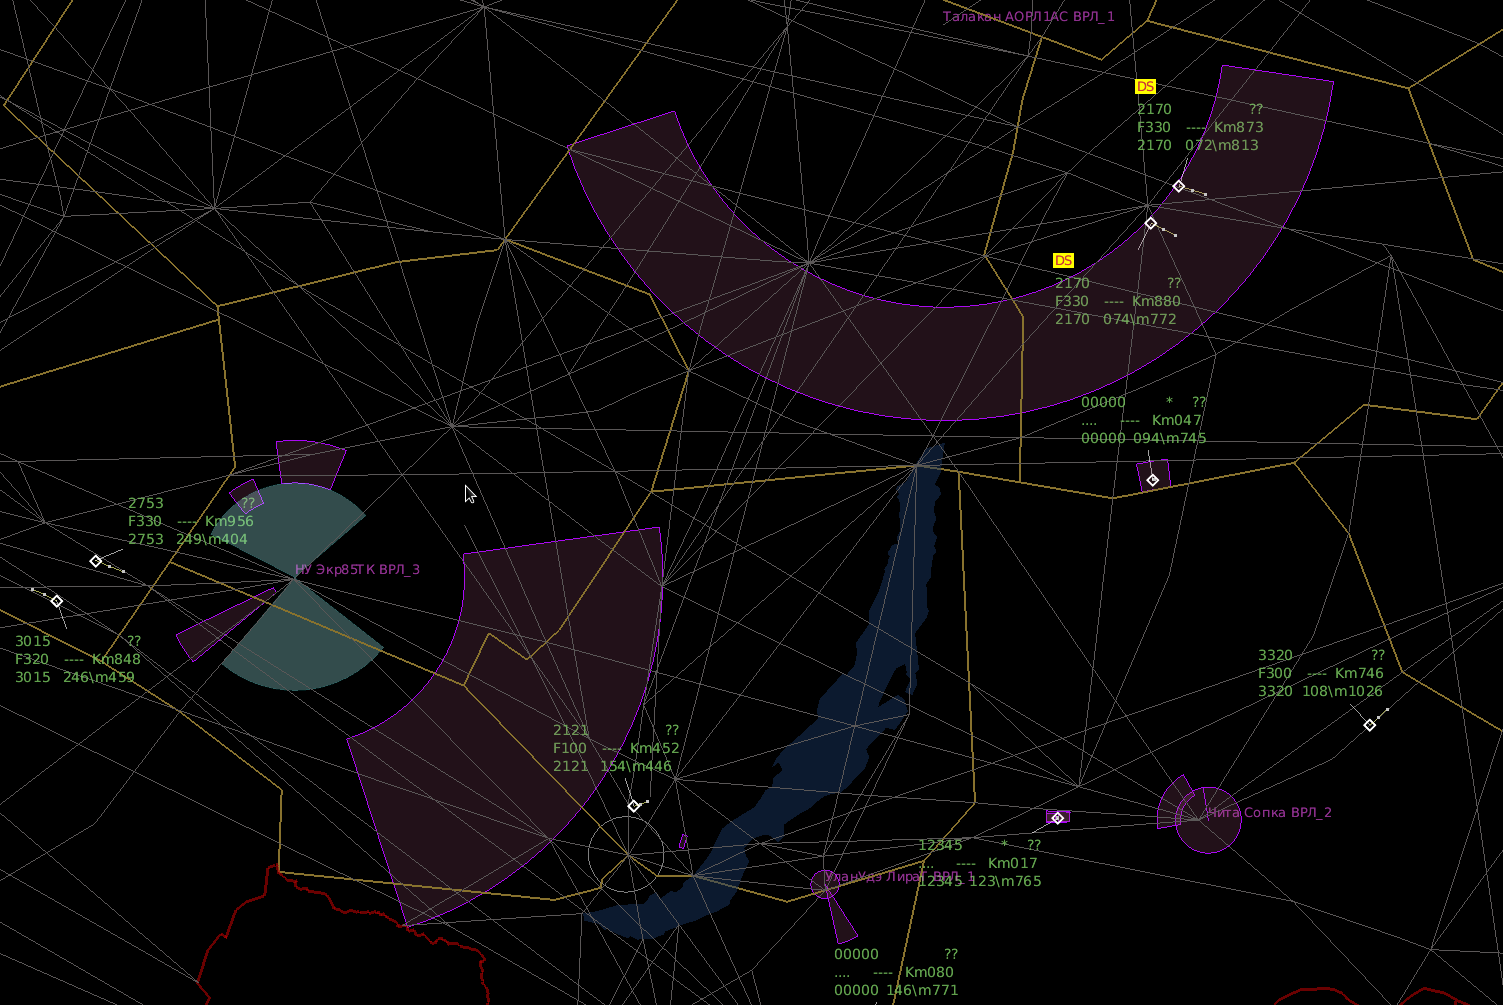 Талакан АОРЛ1АС ВРЛ_1
DS
2170 ??
F330 ---- Km873
2170 072\m813
DS
2170 ??
F330 ---- Km880
2170 074\m772
00000 * ??
.... ---- Km047
00000 094\m745
2753 ??
F330 ---- Km956
2753 249\m404
НУ Экр85ТК ВРЛ_3
3015 ??
F320 ---- Km848
3015 246\m459
3320 ??
F300 ---- Km746
3320 108\m1026
2121 ??
F100 ---- Km452
2121 154\m446
Чита Сопка ВРЛ_2
12345 * ??
.... ---- Km017
УланУдэ Лира-Т ВРЛ_1
12345 123\m765
00000 ??
.... ---- Km080
00000 146\m771